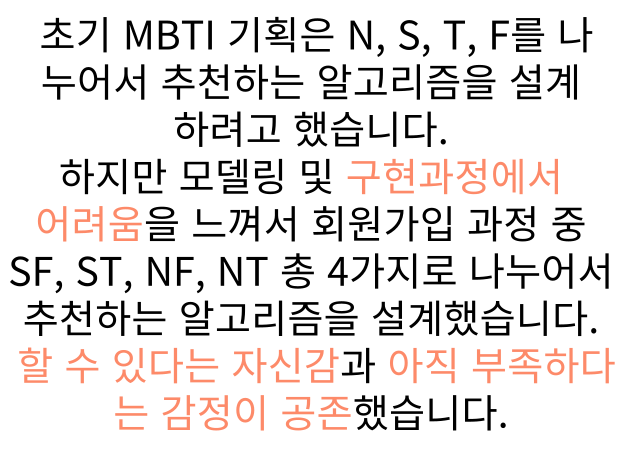 초기 MBTI 기획은 N, S, T, F를 나
누어서 추천하는 알고리즘을 설계
하려고 했습니다.
하지만 모델링 및 구현과정에서
어려움을 느껴서 회원가입 과정 중
SF, ST, NF, NT 총 4가지로 나누어서
추천하는 알고리즘을 설계했습니다.
할 수 있다는 자신감과 아직 부족하다
는 감정이 공존했습니다.